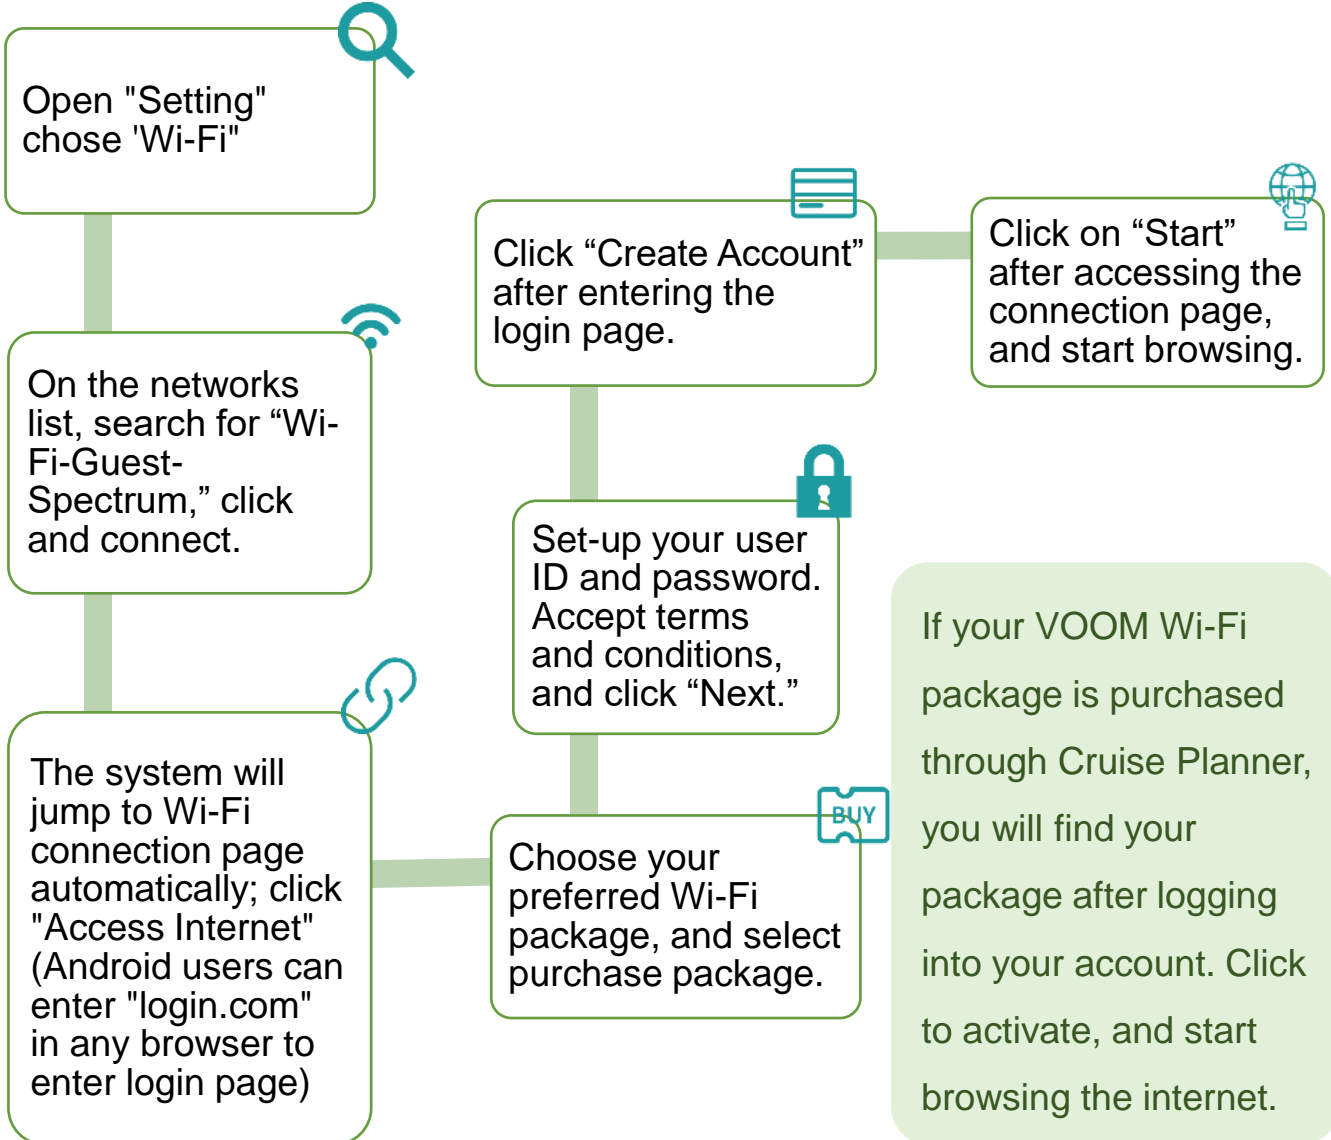 Open "Setting"
chose 'Wi-Fi"
On the networks
list, search for “Wi-
Fi-Guest-
Spectrum,” click
and connect.
The system will
jump to Wi-Fi
connection page
automatically; click
"Access Internet"
(Android users can
enter "login.com"
in any browser to
enter login page)
BUY
Choose your
preferred Wi-Fi
package, and select
purchase package.
Set-up your user
ID and password.
Accept terms
and conditions,
and click “Next.”
Click “Create Account”
after entering the
login page.
Click on “Start”
after accessing the
connection page,
and start browsing.
If your VOOM Wi-Fi
package is purchased
through Cruise Planner,
you will find your
package after logging
into your account. Click
to activate, and start
browsing the internet.